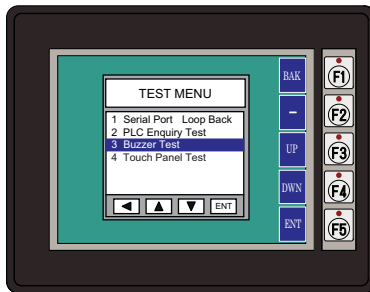 TEST MENU
1 Serial Port Loop Back
2 PLC Enquiry Test
3 Buzzer Test
4 Touch Panel Test
ENT
BAK
–
UP
DWN
ENT
F1
F2
F3
F4
F5